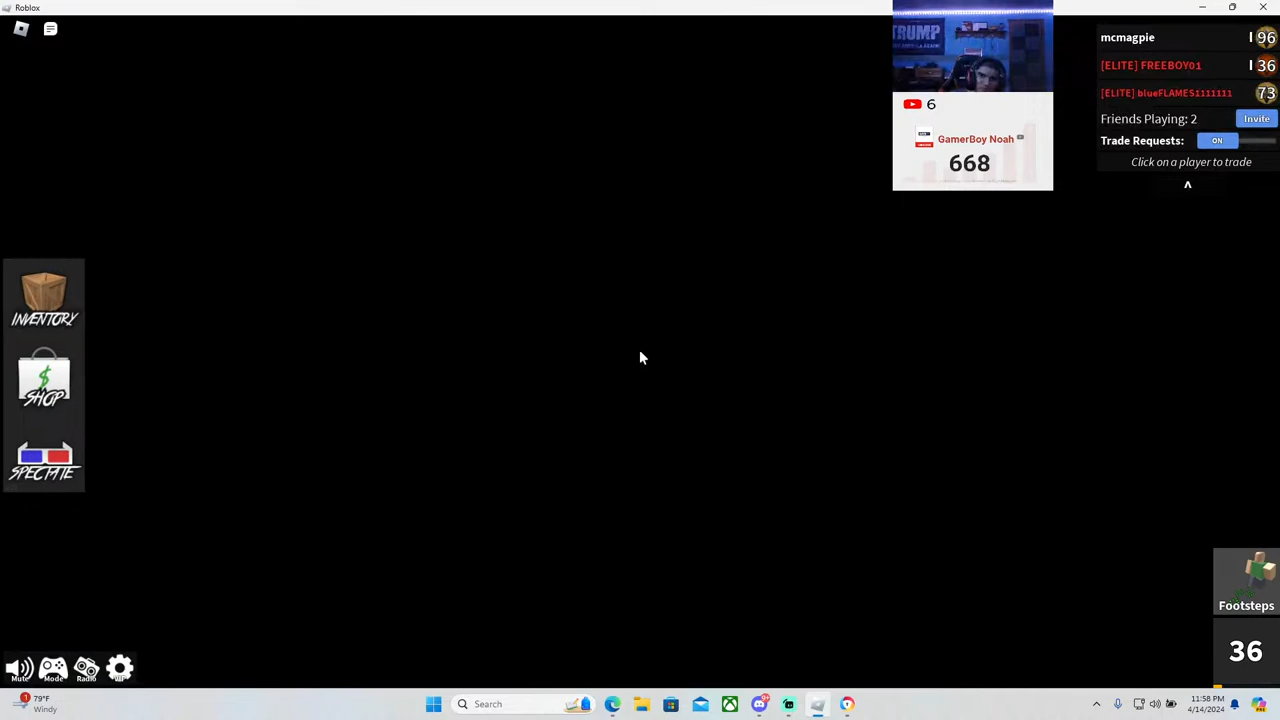 Roblox
TRUMP
6
GamerBoy Noah
668
mcmagpie 96
[ELITE] FREEBOY01 36
[ELITE] blueFLAMES1111111 73
Friends Playing: 2 Invite
Trade Requests: ON
Click on a player to trade
INVENTORY
$
SHOP
SPECTATE
Footsteps
36
Mute
Mode
Radio
1
79°F
Windy
Search
9+
11:58 PM
4/14/2024